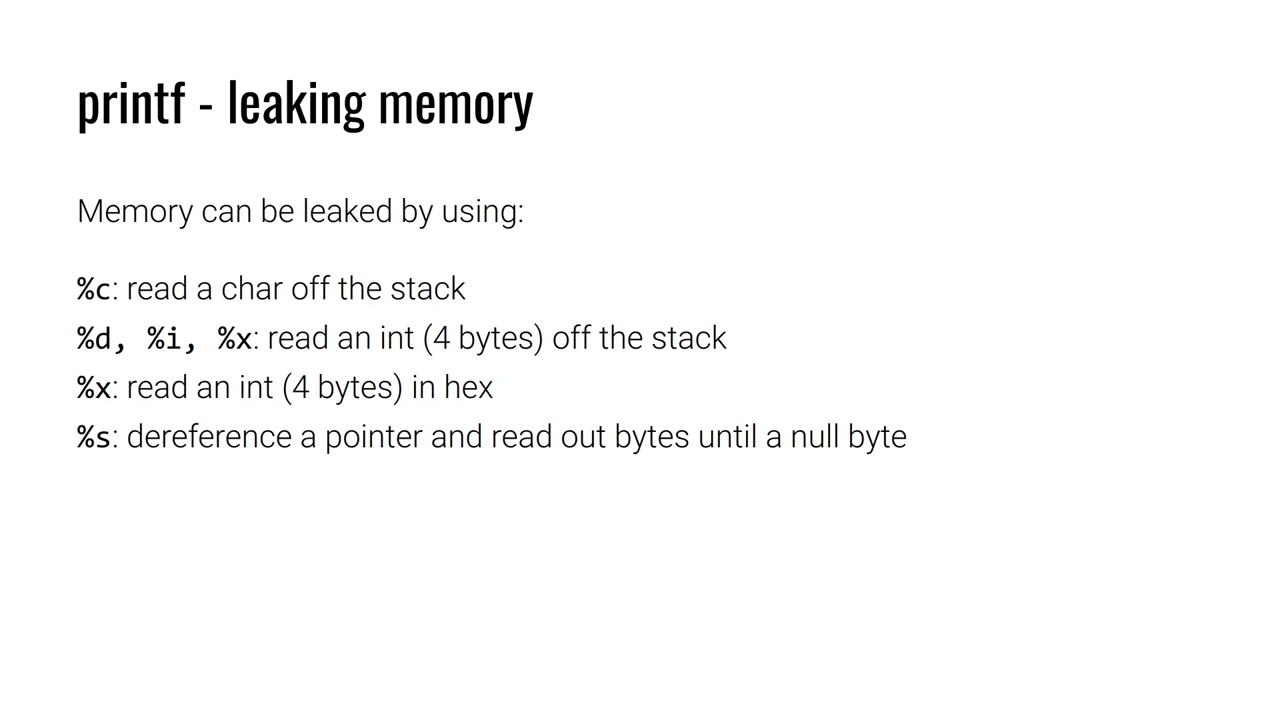 printf - leaking memory
Memory can be leaked by using:
%c: read a char off the stack
%d, %i, %x: read an int (4 bytes) off the stack
%x: read an int (4 bytes) in hex
%s: dereference a pointer and read out bytes until a null byte